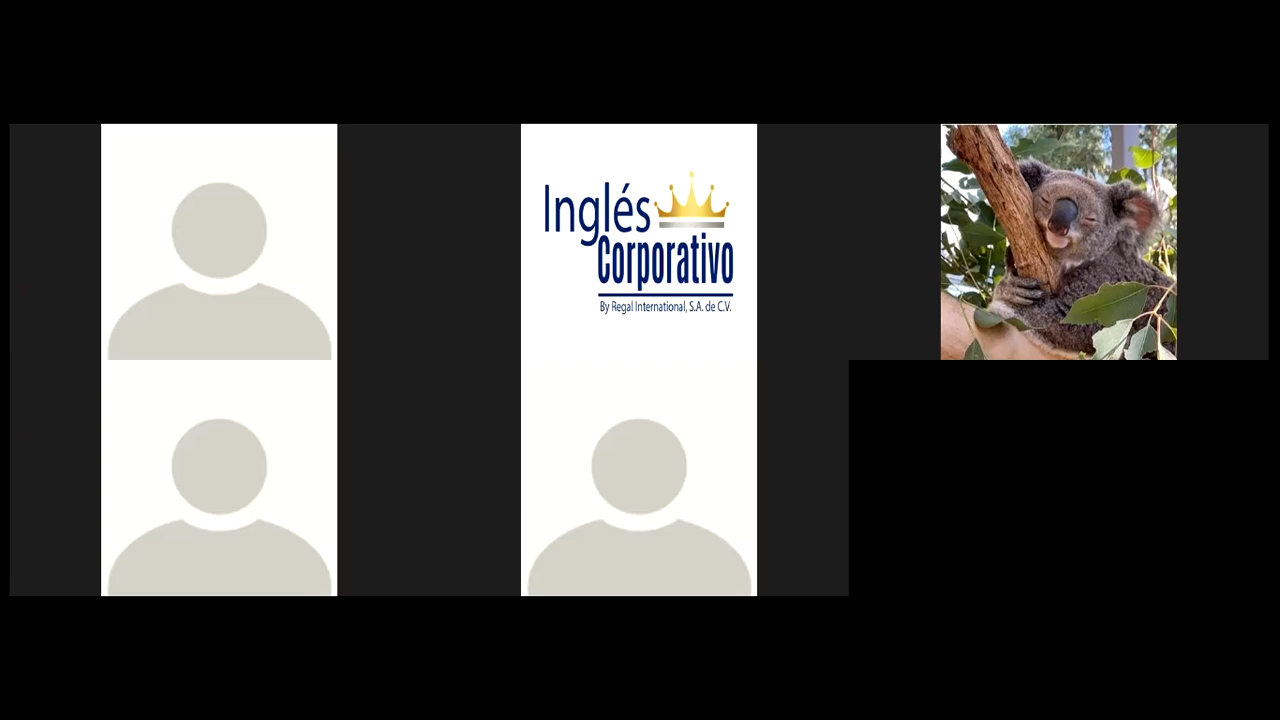 Inglés
Corporativo
By Regal International, S.A. de C.V.